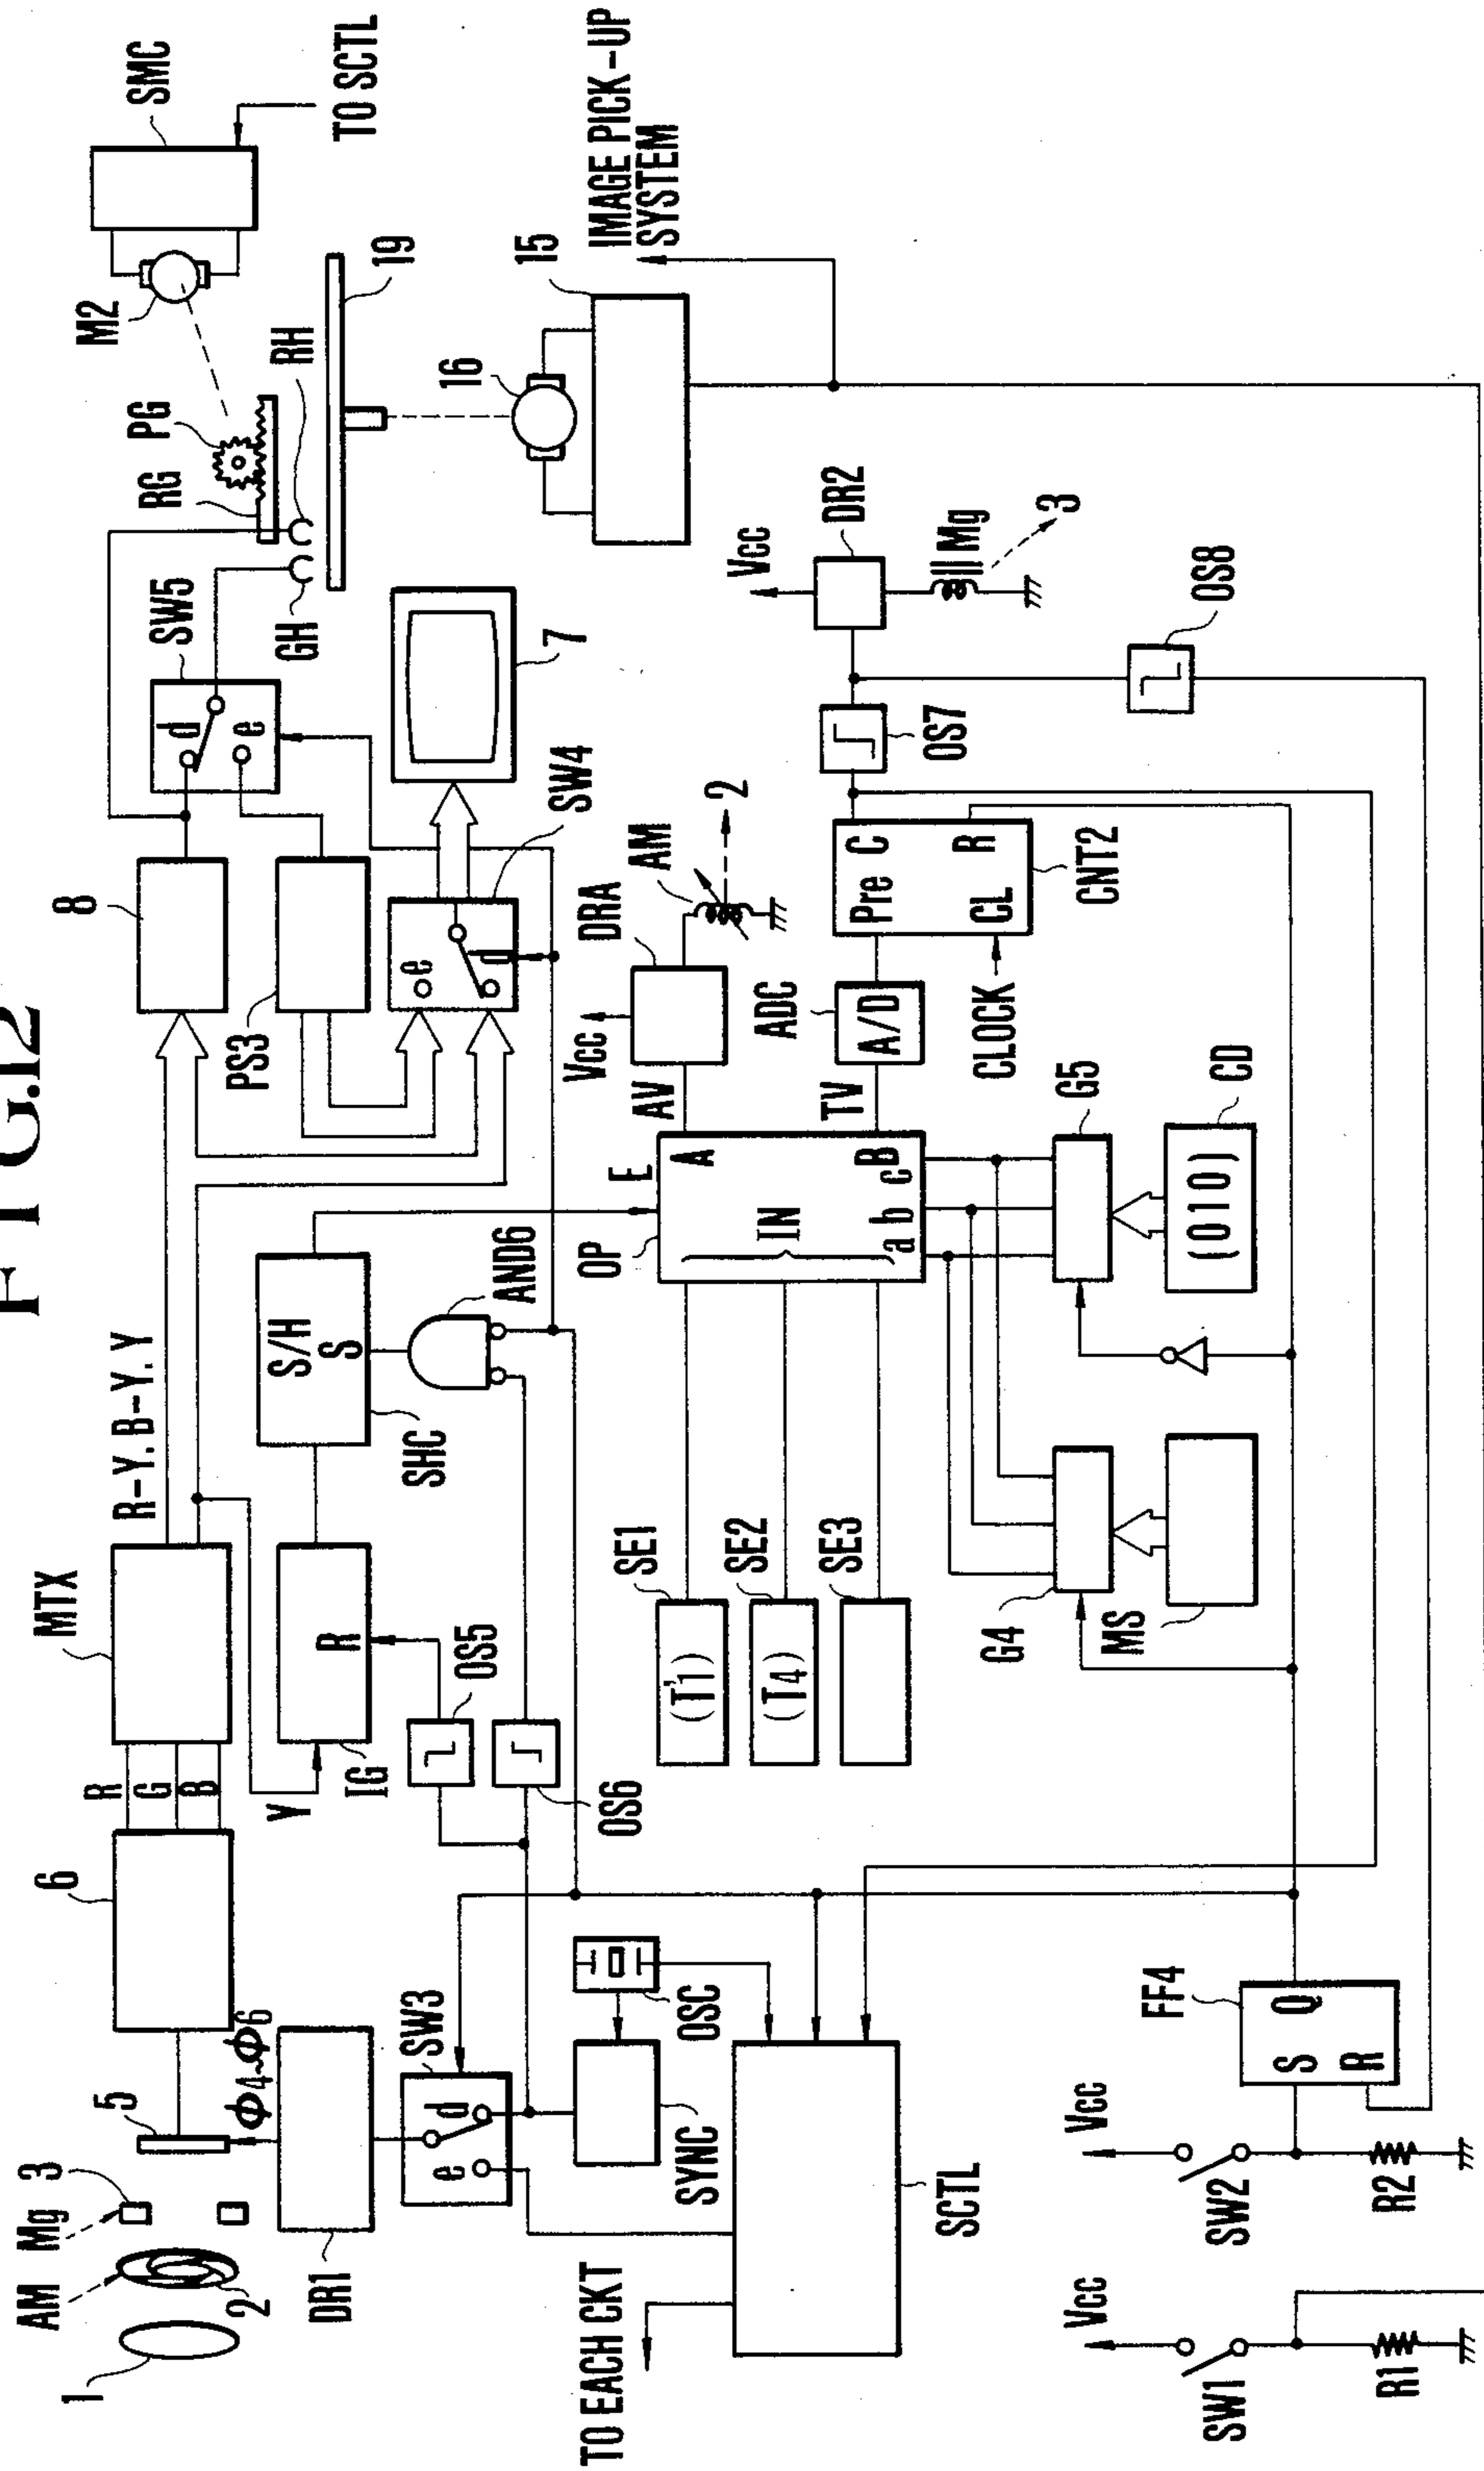 FIG.12
1
AM
2
Mg
3
5
Φ4~Φ6
DR1
6
R
G
B
MTX
R-Y.B-Y.Y
Y
IG
R
S/H
S
SHC
OS5
OS6
AND6
8
PS3
SW5
d
e
RG
PG
GH
RH
M2
SMC
TO SCTL
19
16
15
IMAGE PICK-UP
SYSTEM
7
SW4
e
d
SW3
d
e
SYNC
OSC
SCTL
TO EACH CKT
SE1
(T'1)
SE2
(T4)
SE3
OP
E
IN
A
B
a b c
AV
TV
Vcc
DRA
AM
2
ADC
A/D
CLOCK
Pre C
CL R
CNT2
OS7
Vcc
DR2
Mg
3
OS8
G4
MS
G5
CD
(010)
FF4
S Q
R
Vcc
SW1
R1
Vcc
SW2
R2